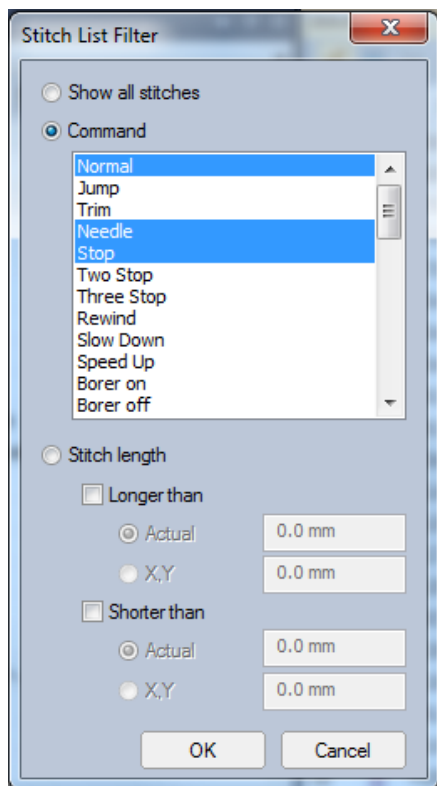 Stitch List Filter
Show all stitches
Command
Normal
Jump
Trim
Needle
Stop
Two Stop
Three Stop
Rewind
Slow Down
Speed Up
Borer on
Borer off
Stitch length
Longer than
Actual 0.0 mm
X,Y 0.0 mm
Shorter than
Actual 0.0 mm
X,Y 0.0 mm
OK Cancel